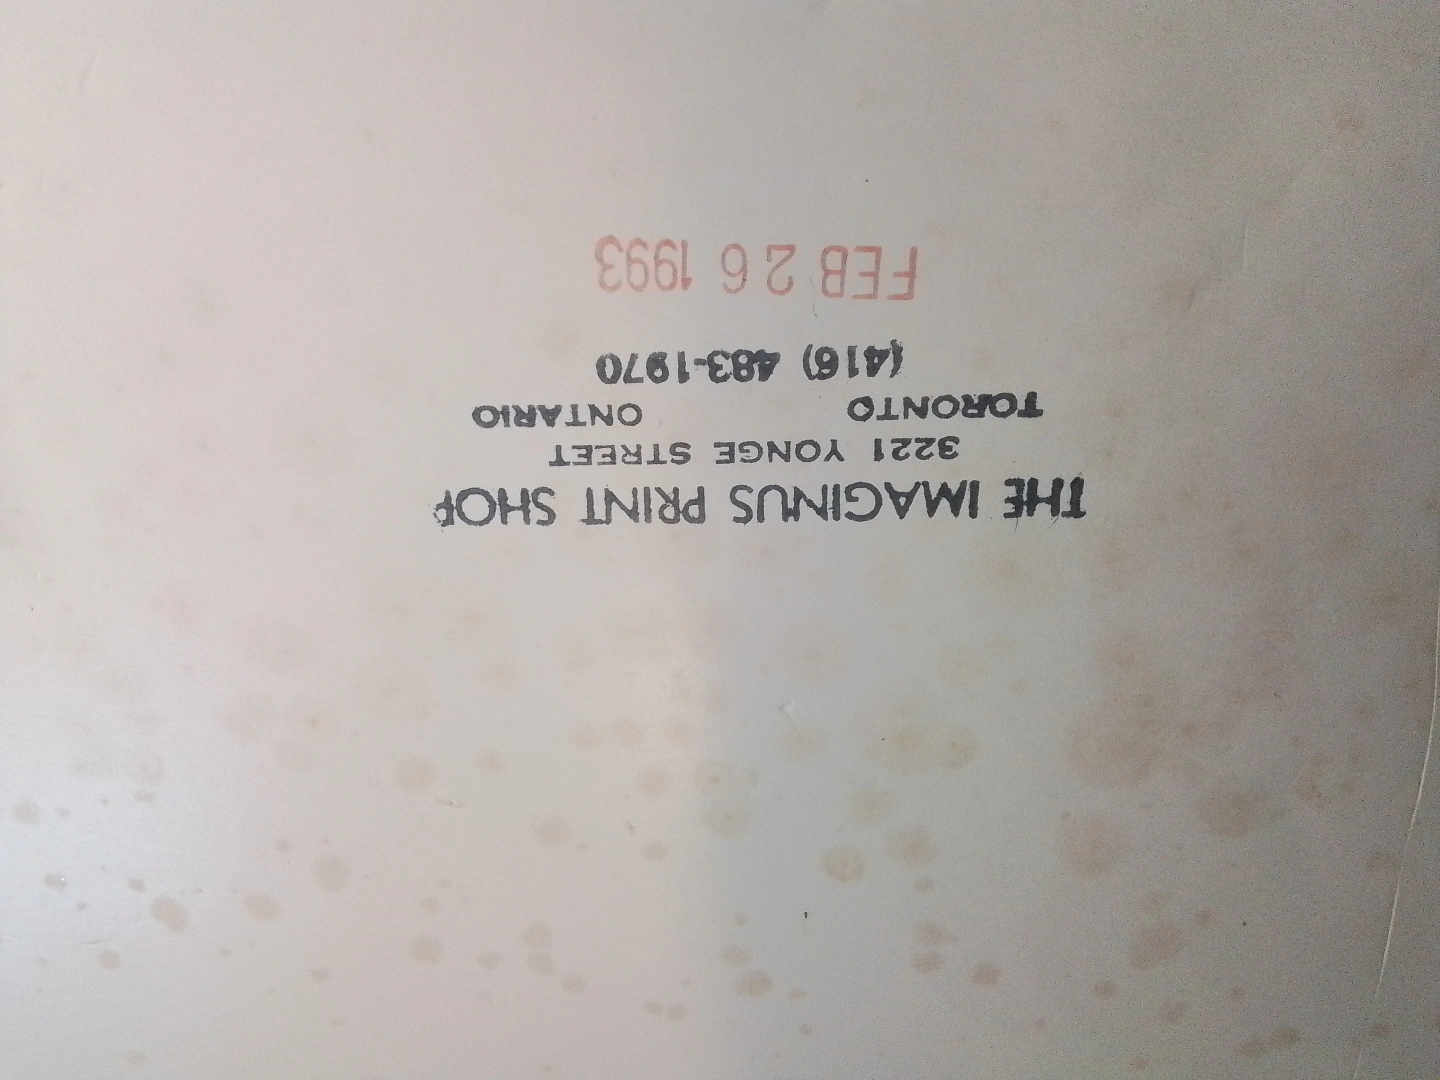 THE IMAGINUS PRINT SHOP
3221 YONGE STREET
TORONTO ONTARIO
(416) 483-1970
FEB 26 1993